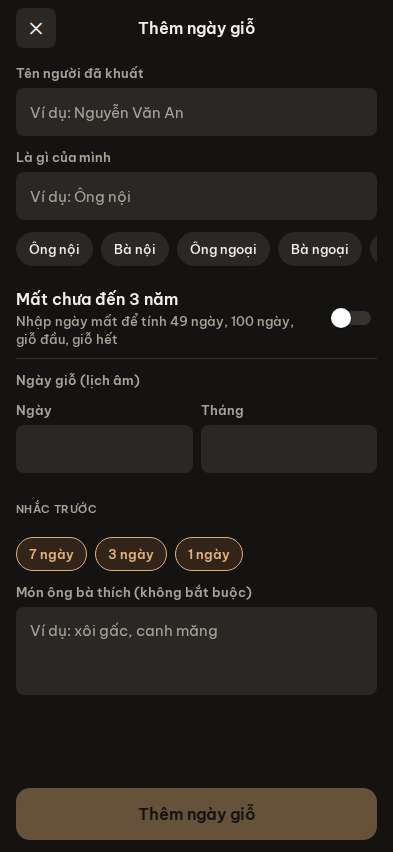 Thêm ngày giỗ
Tên người đã khuất
Ví dụ: Nguyễn Văn An
Là gì của mình
Ví dụ: Ông nội
Ông nội
Bà nội
Ông ngoại
Bà ngoại
Mất chưa đến 3 năm
Nhập ngày mất để tính 49 ngày, 100 ngày,
giỗ đầu, giỗ hết
Ngày giỗ (lịch âm)
Ngày
Tháng
NHẮC TRƯỚC
7 ngày
3 ngày
1 ngày
Món ông bà thích (không bắt buộc)
Ví dụ: xôi gấc, canh măng
Thêm ngày giỗ